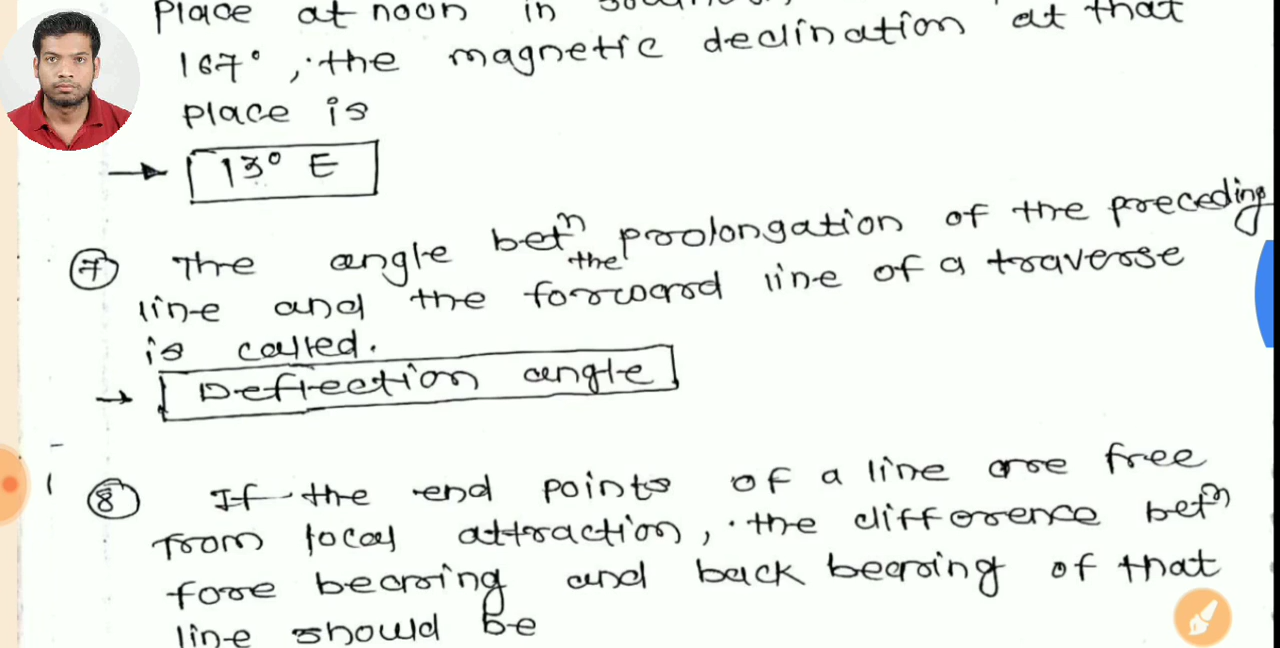 Place at noon in
167°, the magnetic declination at that
place is
→ 13° E
⑦ The angle betⁿ the prolongation of the preceding
line and the forward line of a traverse
is called.
→ Deflection angle
⑧ If the end points of a line are free
from local attraction, the difference betⁿ
fore bearing and back bearing of that
line should be